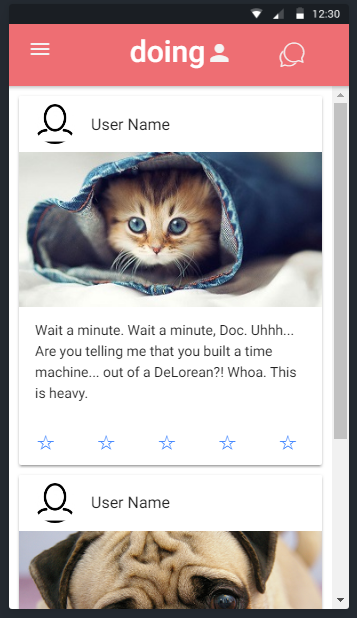 12:30
doing
User Name
Wait a minute. Wait a minute, Doc. Uhhh...
Are you telling me that you built a time
machine... out of a DeLorean?! Whoa. This
is heavy.
User Name